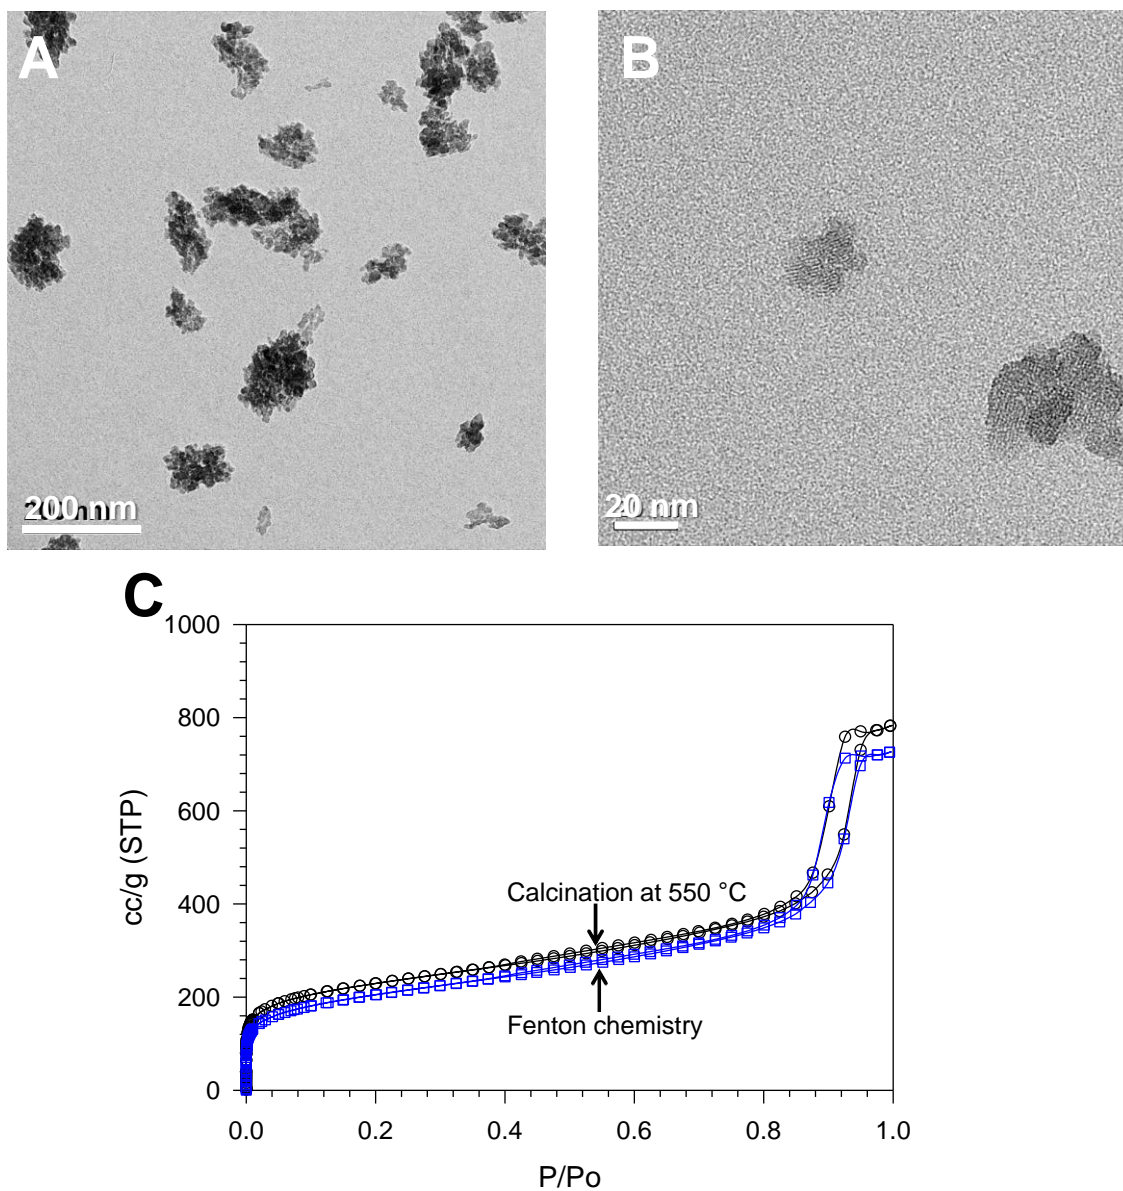 A
B
200 nm
20 nm
C
1000
800
600
400
200
0
cc/g (STP)
Calcination at 550 °C
Fenton chemistry
0.0 0.2 0.4 0.6 0.8 1.0
P/Po